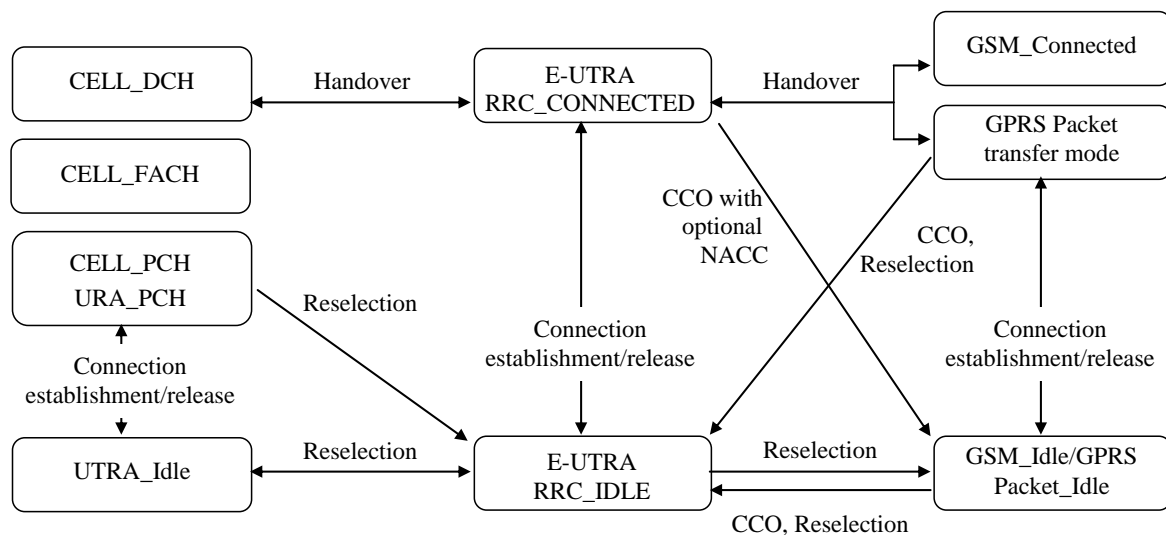 GSM_Connected
CELL_DCH
Handover
E-UTRA
RRC_CONNECTED
Handover
GPRS Packet
transfer mode
CELL_FACH
CCO with
optional
NACC
CCO,
Reselection
CELL_PCH
URA_PCH
Reselection
Connection
establishment/release
Connection
establishment/release
Connection
establishment/release
UTRA_Idle
Reselection
E-UTRA
RRC_IDLE
Reselection
GSM_Idle/GPRS
Packet_Idle
CCO, Reselection